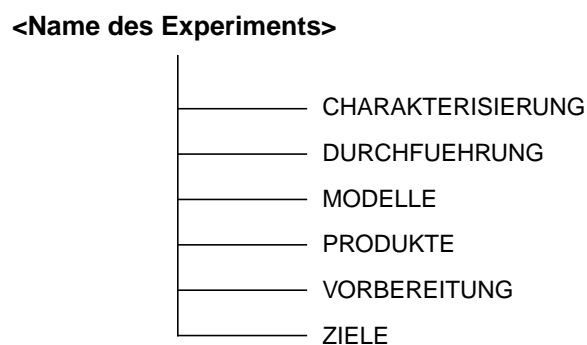 <Name des Experiments>
CHARAKTERISIERUNG
DURCHFUEHRUNG
MODELLE
PRODUKTE
VORBEREITUNG
ZIELE